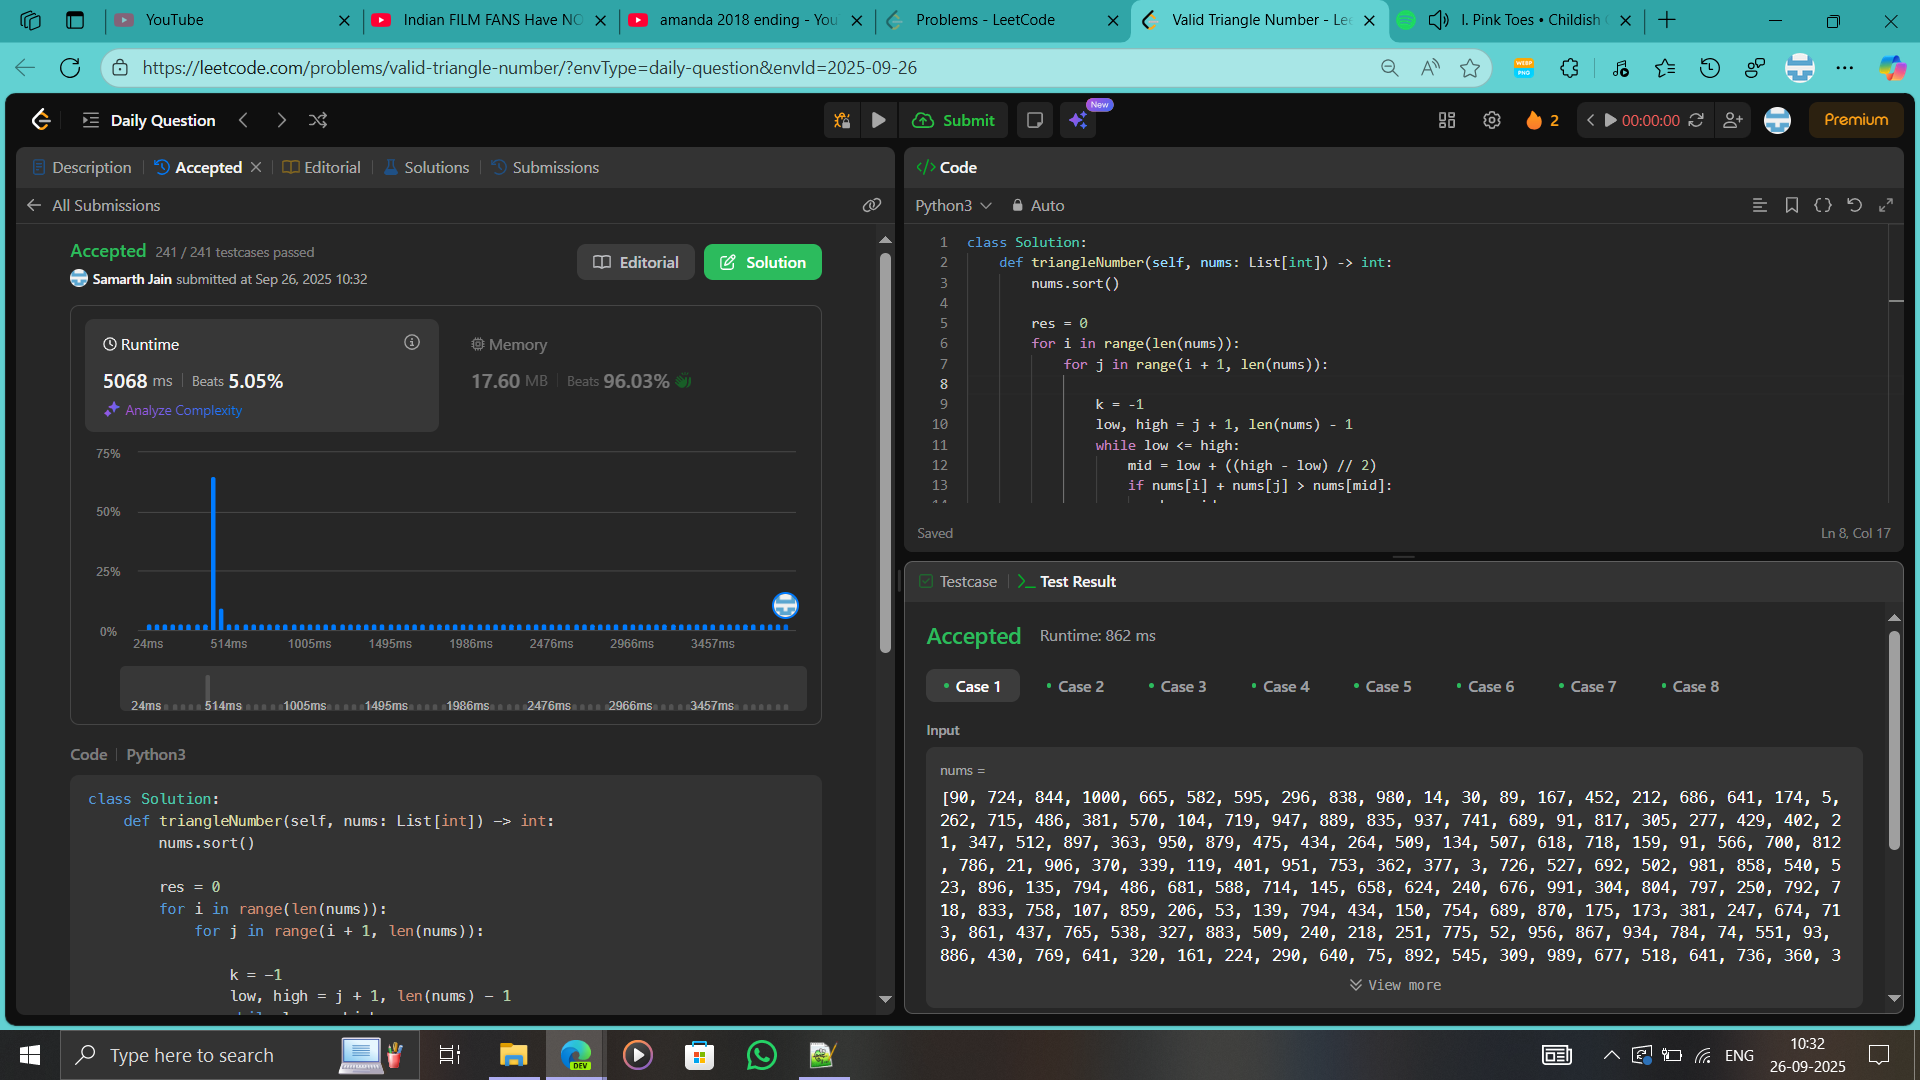 YouTube
Indian FILM FANS Have NO
amanda 2018 ending - You
Problems - LeetCode
Valid Triangle Number - Lee
I. Pink Toes • Childish
https://leetcode.com/problems/valid-triangle-number/?envType=daily-question&envId=2025-09-26
Daily Question
Submit
New
2
00:00:00
Premium
Description
Accepted
Editorial
Solutions
Submissions
All Submissions
Accepted 241 / 241 testcases passed
Samarth Jain submitted at Sep 26, 2025 10:32
Editorial
Solution
Runtime
5068 ms Beats 5.05%
Analyze Complexity
Memory
17.60 MB Beats 96.03%
75%
50%
25%
0%
24ms 514ms 1005ms 1495ms 1986ms 2476ms 2966ms 3457ms
24ms 514ms 1005ms 1495ms 1986ms 2476ms 2966ms 3457ms
Code Python3
class Solution:
def triangleNumber(self, nums: List[int]) -> int:
nums.sort()
res = 0
for i in range(len(nums)):
for j in range(i + 1, len(nums)):
k = -1
low, high = j + 1, len(nums) - 1
Code
Python3 Auto
1 class Solution:
2 def triangleNumber(self, nums: List[int]) -> int:
3 nums.sort()
4
5 res = 0
6 for i in range(len(nums)):
7 for j in range(i + 1, len(nums)):
8
9 k = -1
10 low, high = j + 1, len(nums) - 1
11 while low <= high:
12 mid = low + ((high - low) // 2)
13 if nums[i] + nums[j] > nums[mid]:
Saved
Ln 8, Col 17
Testcase
Test Result
Accepted Runtime: 862 ms
Case 1 Case 2 Case 3 Case 4 Case 5 Case 6 Case 7 Case 8
Input
nums =
[90, 724, 844, 1000, 665, 582, 595, 296, 838, 980, 14, 30, 89, 167, 452, 212, 686, 641, 174, 5,
262, 715, 486, 381, 570, 104, 719, 947, 889, 835, 937, 741, 689, 91, 817, 305, 277, 429, 402, 2
1, 347, 512, 897, 363, 950, 879, 475, 434, 264, 509, 134, 507, 618, 718, 159, 91, 566, 700, 812
, 786, 21, 906, 370, 339, 119, 401, 951, 753, 362, 377, 3, 726, 527, 692, 502, 981, 858, 540, 5
23, 896, 135, 794, 486, 681, 588, 714, 145, 658, 624, 240, 676, 991, 304, 804, 797, 250, 792, 7
18, 833, 758, 107, 859, 206, 53, 139, 794, 434, 150, 754, 689, 870, 175, 173, 381, 247, 674, 71
3, 861, 437, 765, 538, 327, 883, 509, 240, 218, 251, 775, 52, 956, 867, 934, 784, 74, 551, 93,
886, 430, 769, 641, 320, 161, 224, 290, 640, 75, 892, 545, 309, 989, 677, 518, 641, 736, 360, 3
View more
Type here to search
DEV
ENG
10:32
26-09-2025